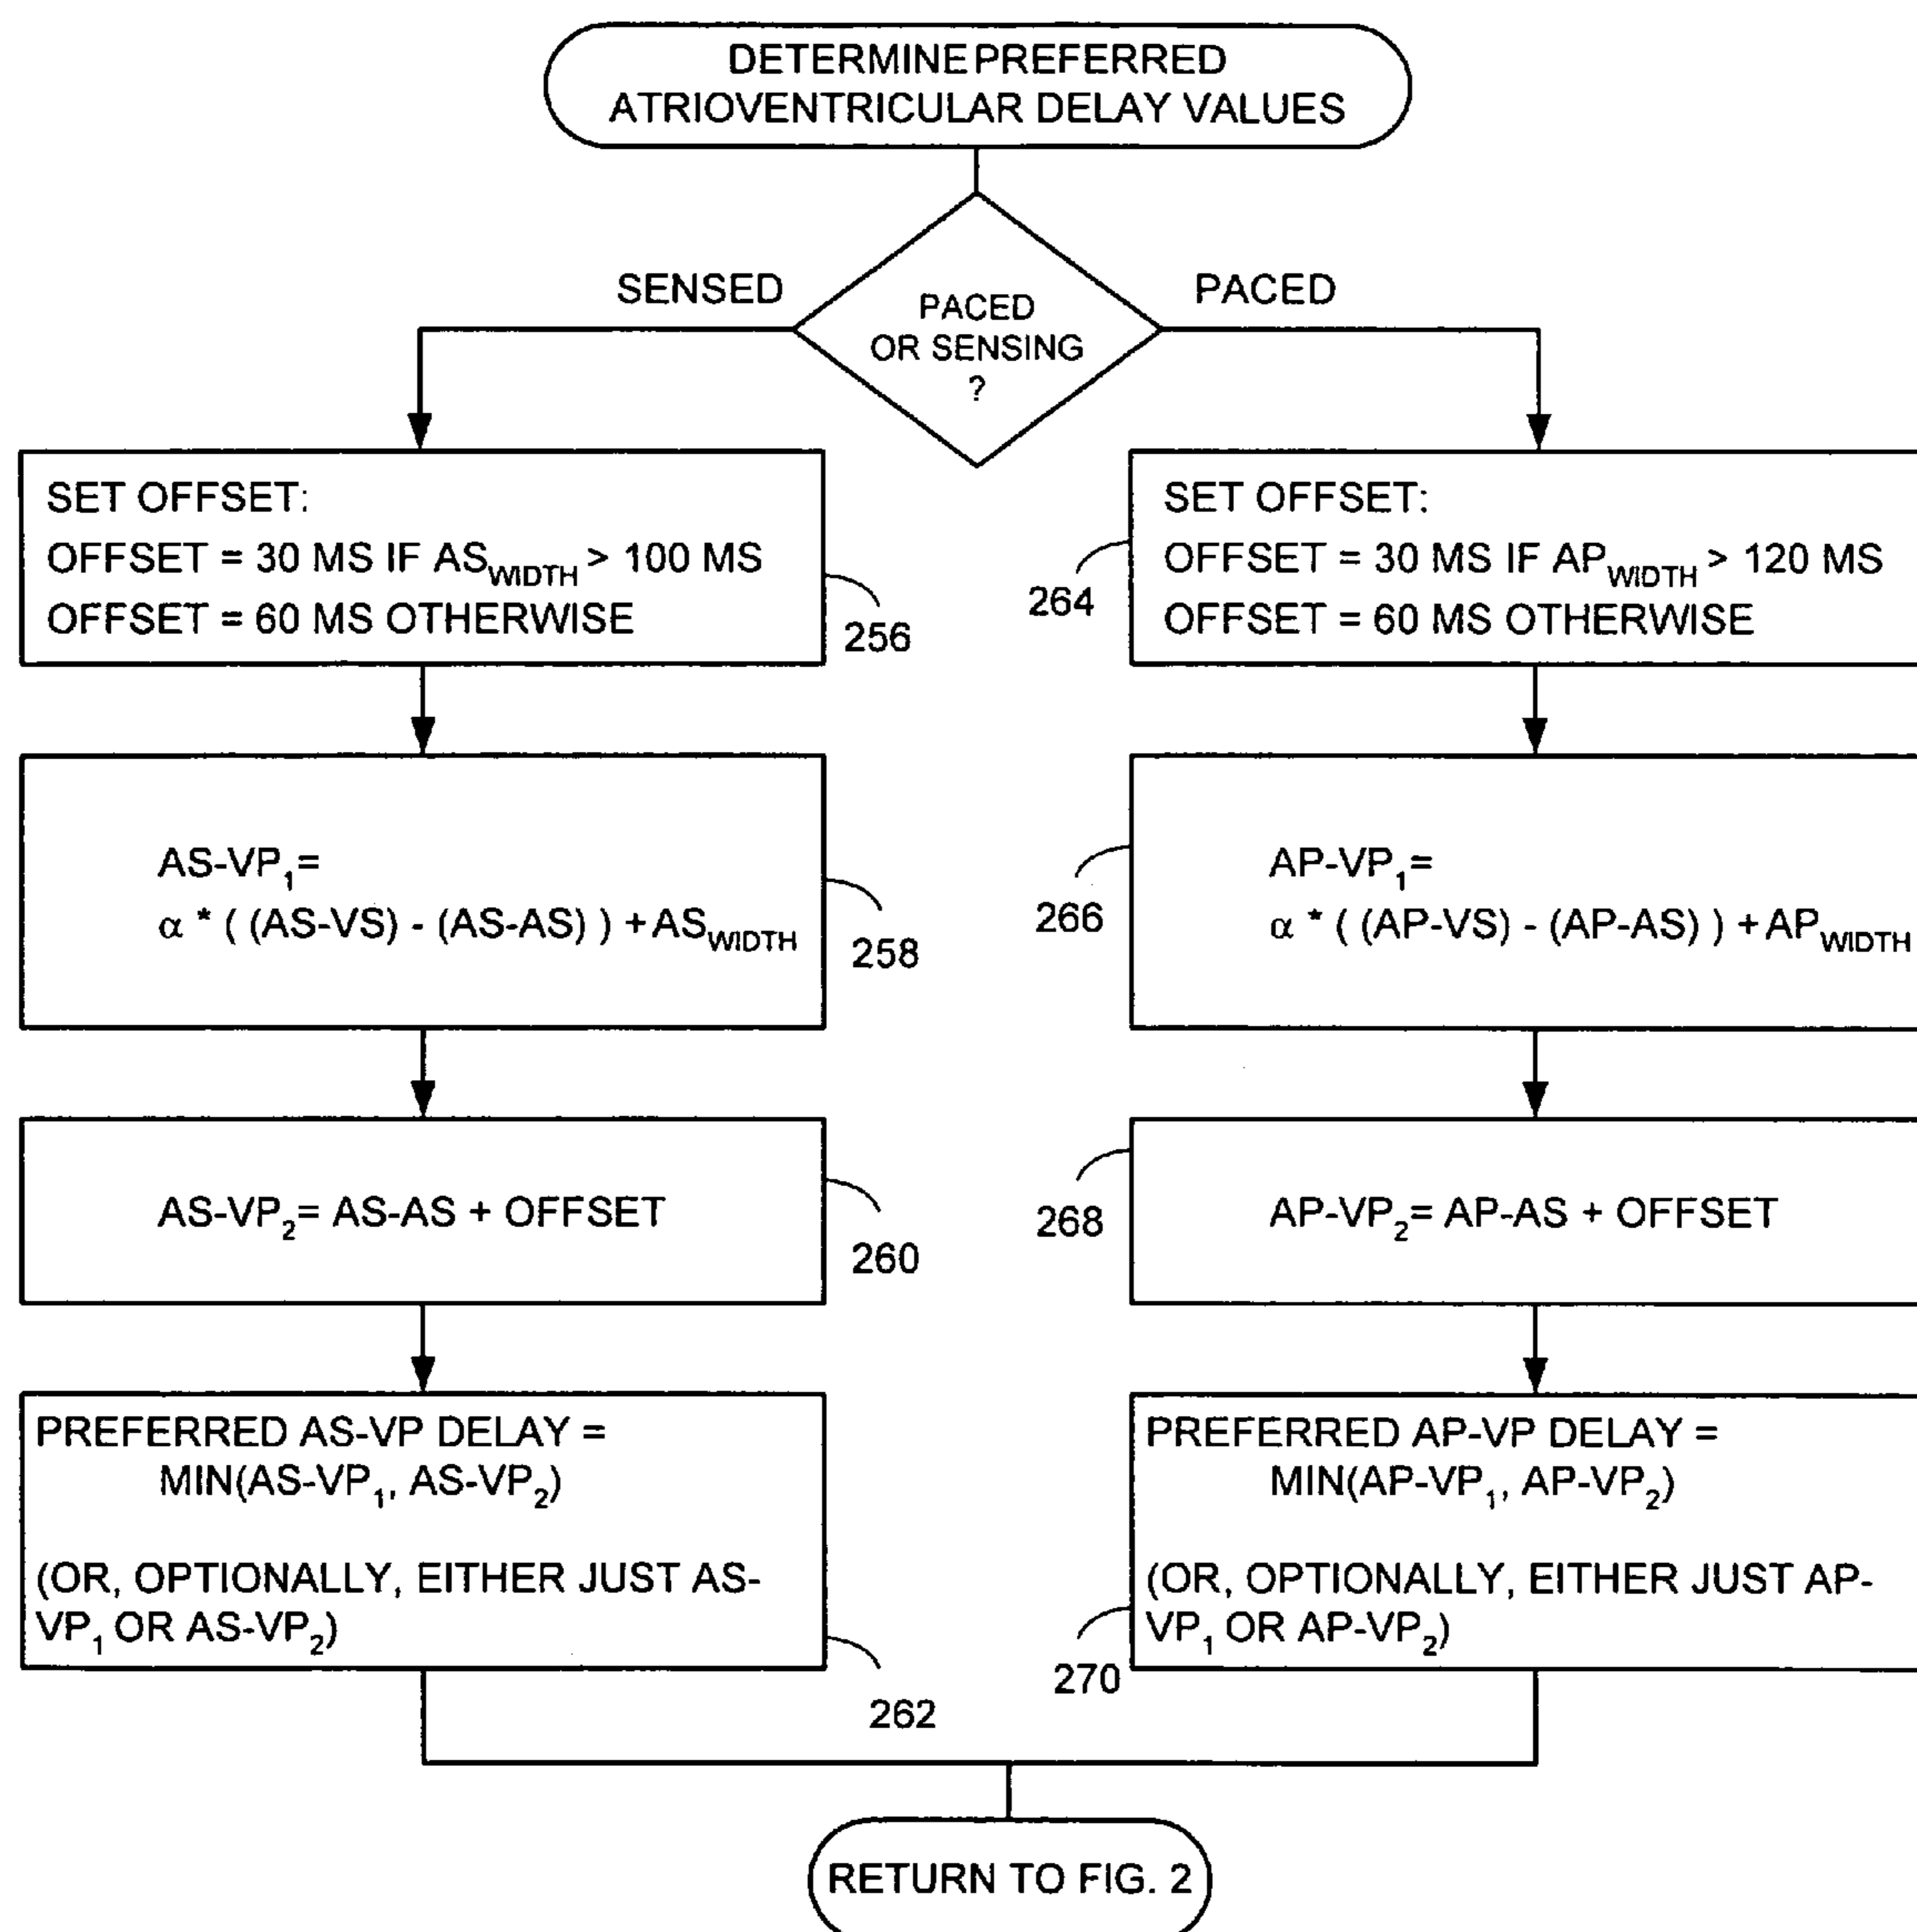 DETERMINE PREFERRED
ATRIOVENTRICULAR DELAY VALUES
SENSED
PACED
PACED
OR SENSING
?
SET OFFSET:
OFFSET = 30 MS IF AS_WIDTH > 100 MS
OFFSET = 60 MS OTHERWISE
256
AS-VP₁=
α * ( (AS-VS) - (AS-AS) ) + AS_WIDTH
258
AS-VP₂= AS-AS + OFFSET
260
PREFERRED AS-VP DELAY =
MIN(AS-VP₁, AS-VP₂)
(OR, OPTIONALLY, EITHER JUST AS-
VP₁ OR AS-VP₂)
262
SET OFFSET:
OFFSET = 30 MS IF AP_WIDTH > 120 MS
OFFSET = 60 MS OTHERWISE
264
AP-VP₁=
α * ( (AP-VS) - (AP-AS) ) + AP_WIDTH
266
AP-VP₂= AP-AS + OFFSET
268
PREFERRED AP-VP DELAY =
MIN(AP-VP₁, AP-VP₂)
(OR, OPTIONALLY, EITHER JUST AP-
VP₁ OR AP-VP₂)
270
RETURN TO FIG. 2